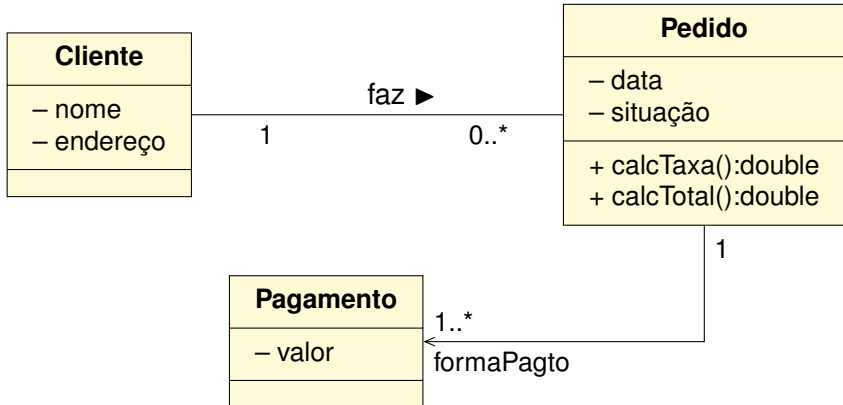 Cliente
– nome
– endereço
faz ►
1
0..*
Pedido
– data
– situação
+ calcTaxa():double
+ calcTotal():double
1
Pagamento
– valor
1..*
formaPagto